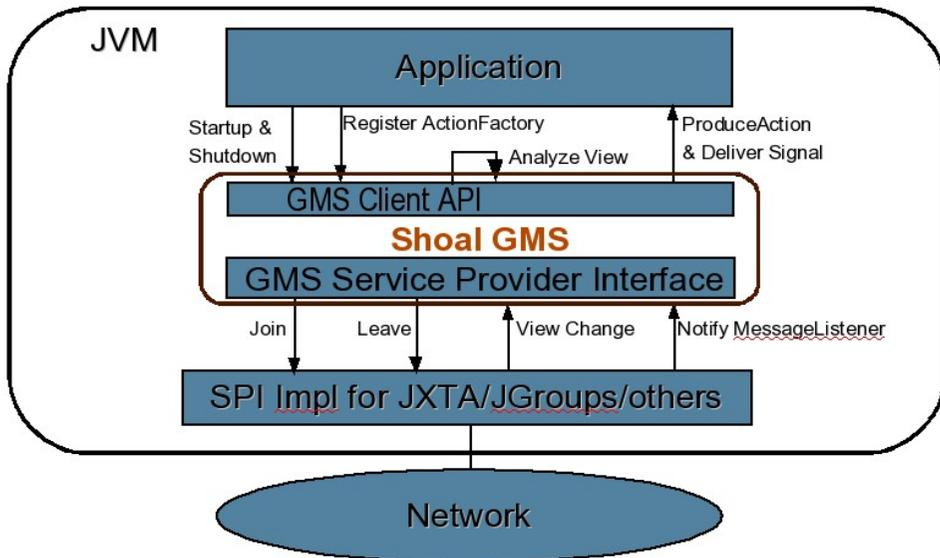 JVM
Application
Startup &
Shutdown
Register ActionFactory
Analyze View
ProduceAction
& Deliver Signal
GMS Client API
Shoal GMS
GMS Service Provider Interface
Join
Leave
View Change
Notify MessageListener
SPI Impl for JXTA/JGroups/others
Network